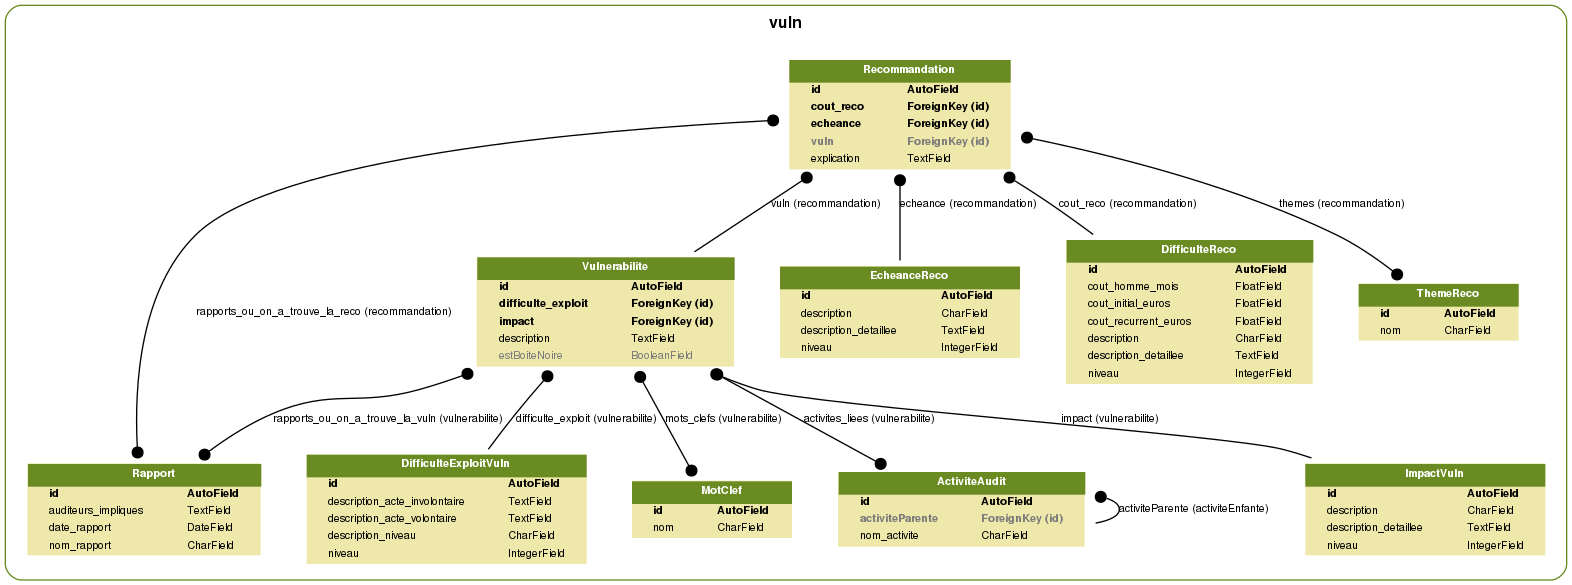 vuln
Recommandation
id AutoField
cout_reco ForeignKey (id)
echeance ForeignKey (id)
vuln ForeignKey (id)
explication TextField
vuln (recommandation)
echeance (recommandation)
cout_reco (recommandation)
themes (recommandation)
Vulnerabilite
id AutoField
difficulte_exploit ForeignKey (id)
impact ForeignKey (id)
description TextField
estBoiteNoire BooleanField
EcheanceReco
id AutoField
description CharField
description_detaillee TextField
niveau IntegerField
DifficulteReco
id AutoField
cout_homme_mois FloatField
cout_initial_euros FloatField
cout_recurrent_euros FloatField
description CharField
description_detaillee TextField
niveau IntegerField
ThemeReco
id AutoField
nom CharField
rapports_ou_on_a_trouve_la_reco (recommandation)
rapports_ou_on_a_trouve_la_vuln (vulnerabilite)
difficulte_exploit (vulnerabilite)
mots_clefs (vulnerabilite)
activites_liees (vulnerabilite)
impact (vulnerabilite)
Rapport
id AutoField
auditeurs_impliques TextField
date_rapport DateField
nom_rapport CharField
DifficulteExploitVuln
id AutoField
description_acte_involontaire TextField
description_acte_volontaire TextField
description_niveau CharField
niveau IntegerField
MotClef
id AutoField
nom CharField
ActiviteAudit
id AutoField
activiteParente ForeignKey (id)
nom_activite CharField
activiteParente (activiteEnfante)
ImpactVuln
id AutoField
description CharField
description_detaillee TextField
niveau IntegerField